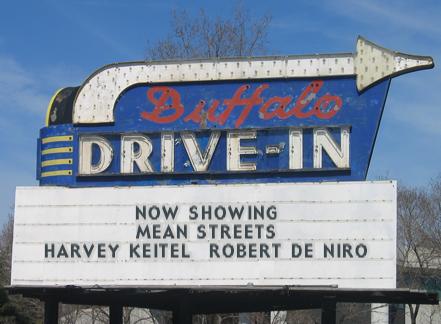 Buffalo
DRIVE-IN
NOW SHOWING
MEAN STREETS
HARVEY KEITEL ROBERT DE NIRO